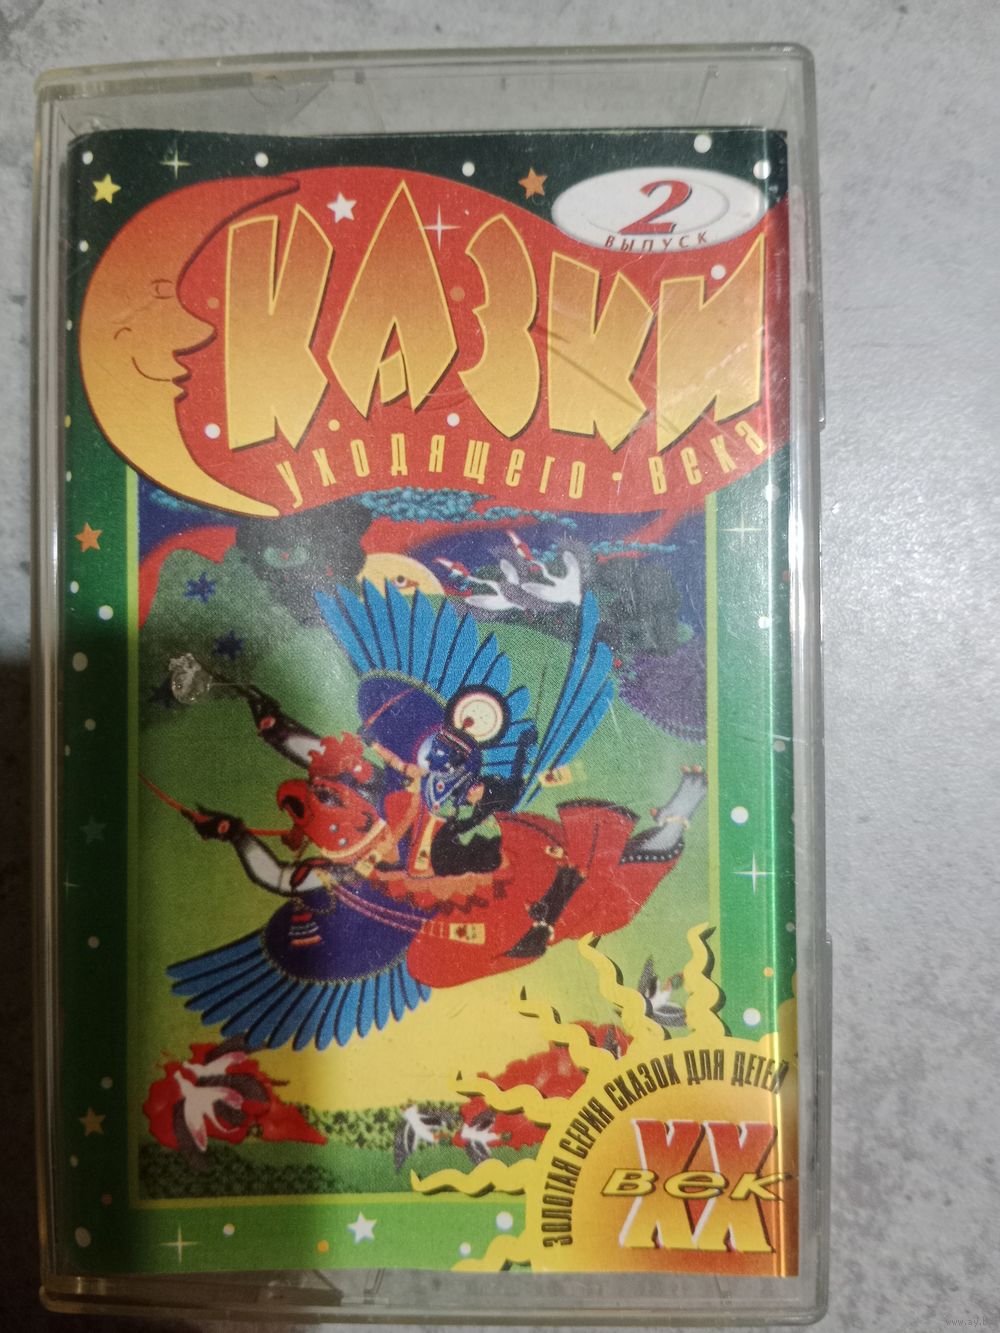 2
ВЫПУСК
СКАЗКИ
уходящего · века
ЗОЛОТАЯ СЕРИЯ СКАЗОК ДЛЯ ДЕТЕЙ
XX
век